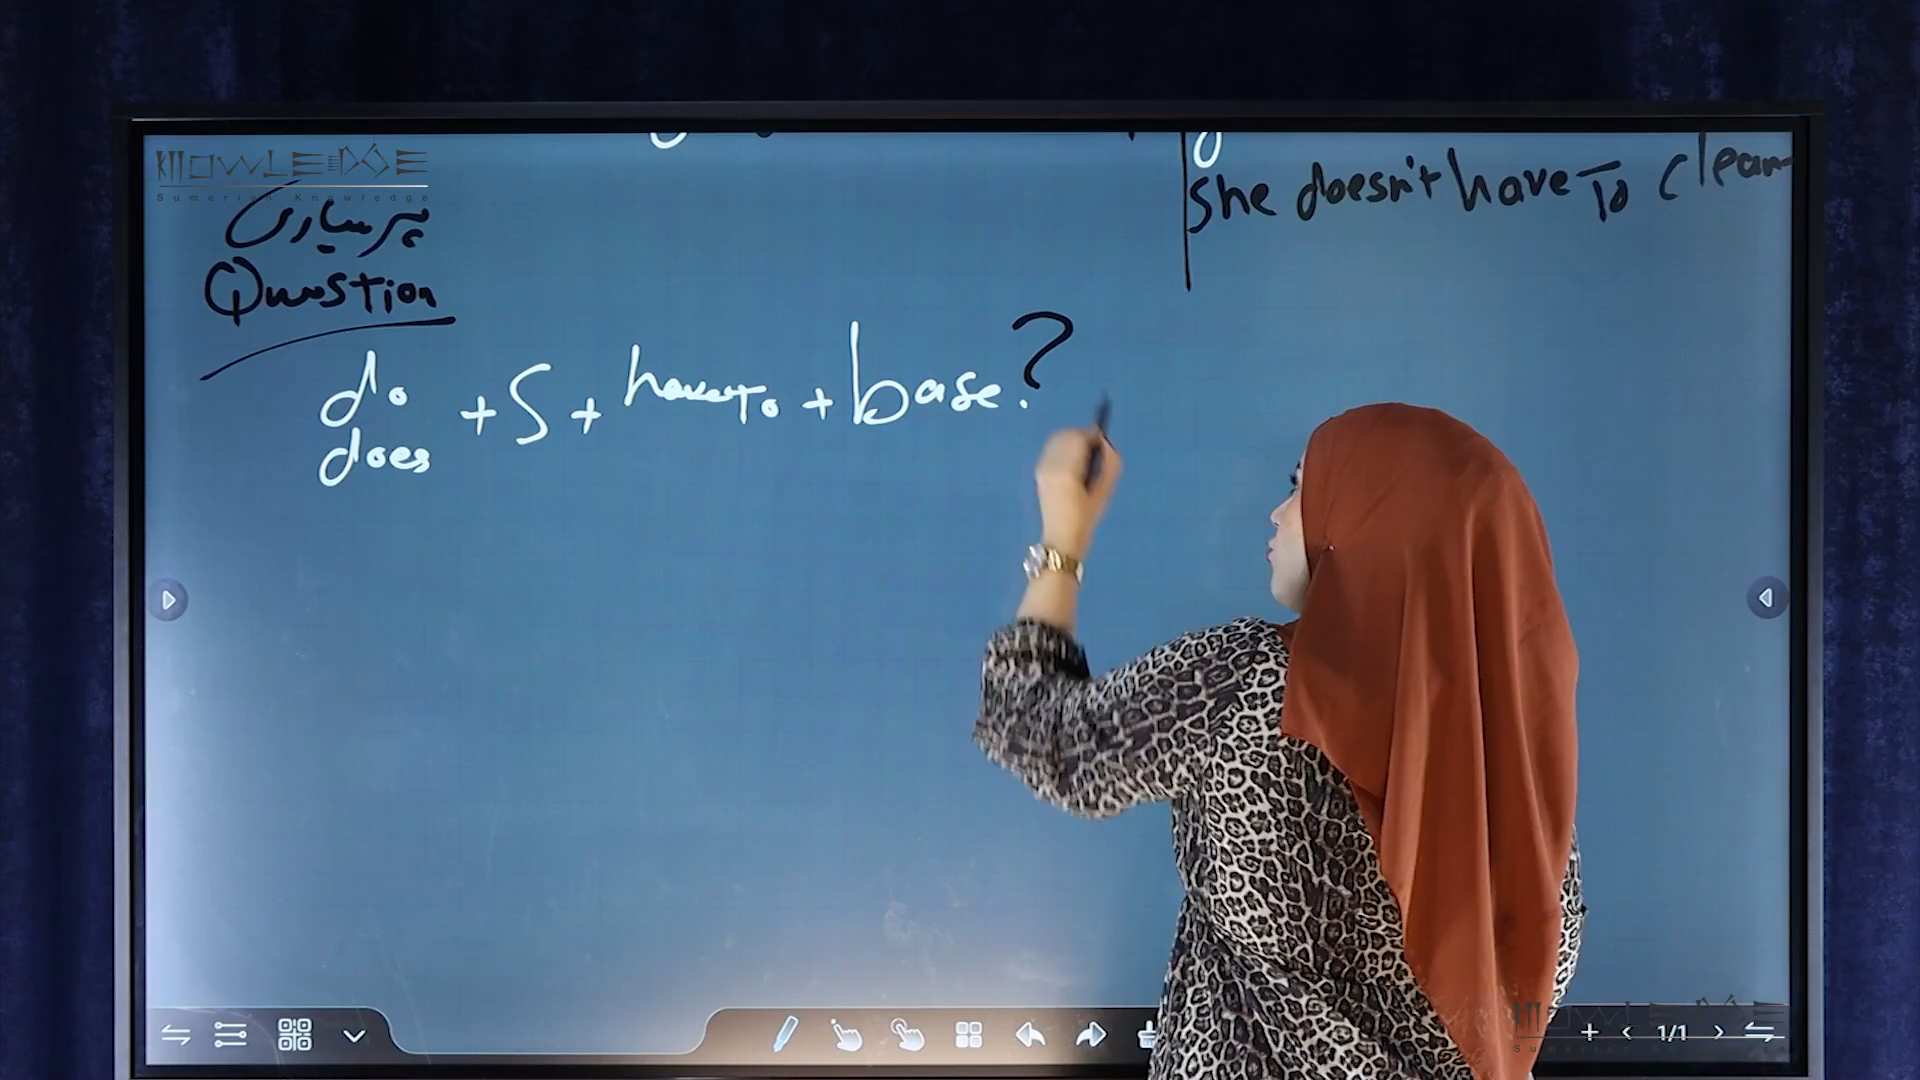 KNOWLEDGE
Sumerian Knowledge
she doesn't have To clean
پرسیاری
Question
do + S + have To + base ?
does
1/1